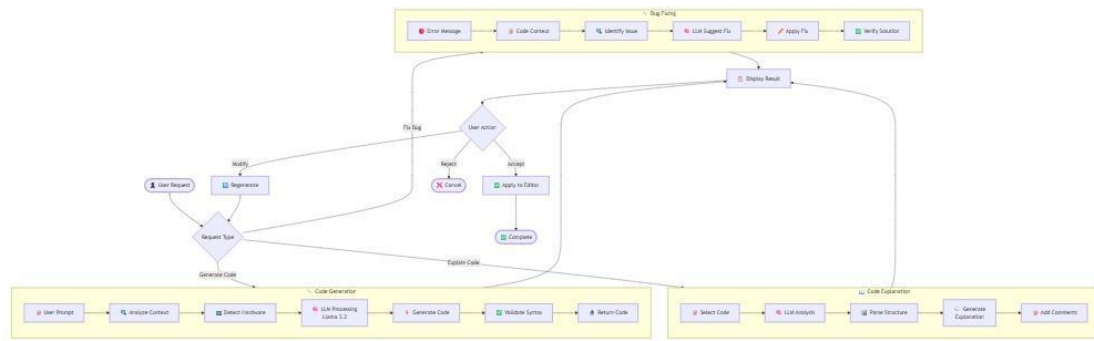 Bug Fixing
Error Message
Code Context
Identify Issue
LLM Suggest Fix
Apply Fix
Verify Solution
Display Result
User Action
Fix Bug
Modify
Reject
Accept
User Request
Regenerate
Cancel
Apply to Editor
Request Type
Complete
Explain Code
Generate Code
Code Generation
User Prompt
Analyze Context
Detect Hardware
LLM Processing
Llama 3.2
Generate Code
Validate Syntax
Return Code
Code Explanation
Select Code
LLM Analysis
Parse Structure
Generate
Explanation
Add Comments